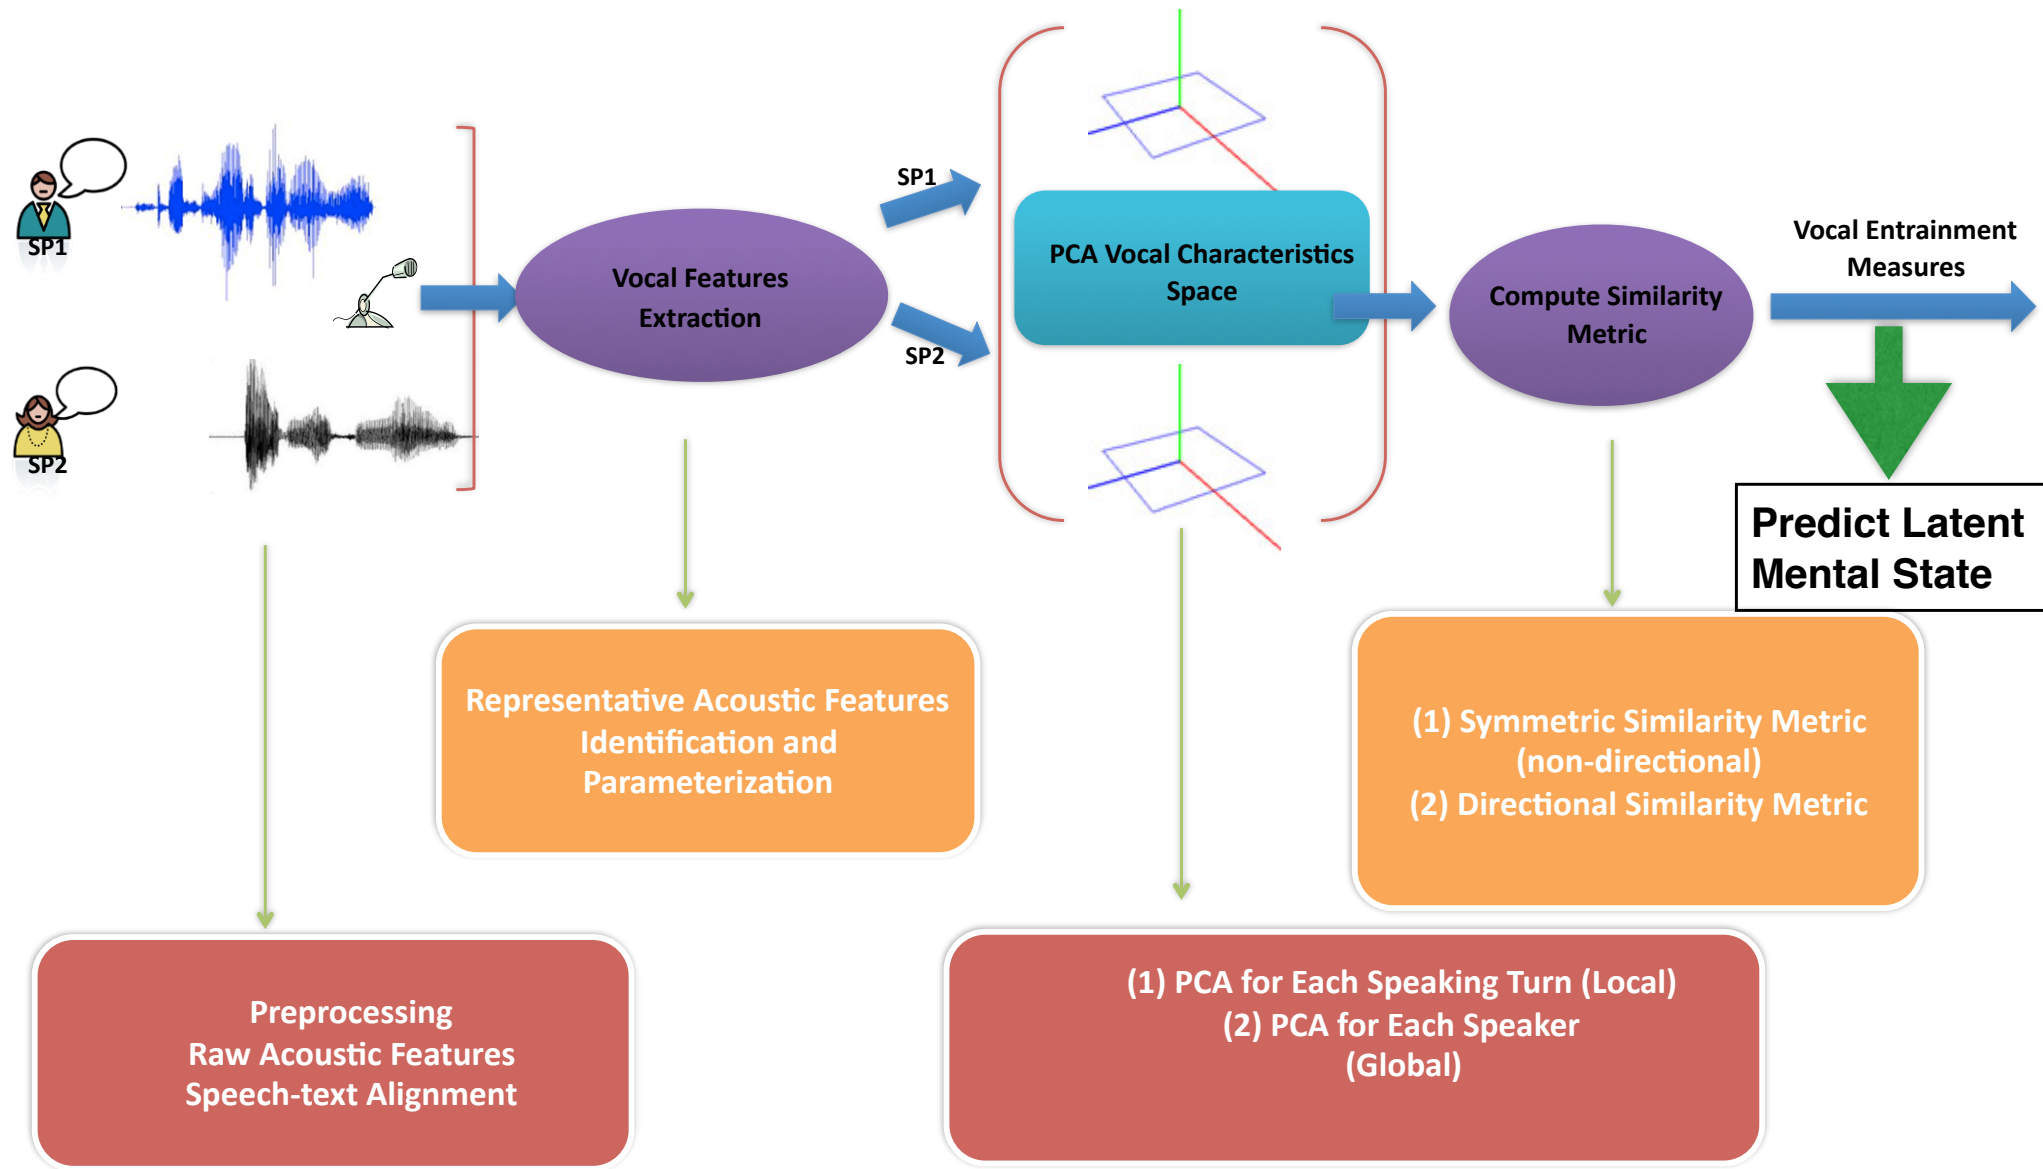 SP1
SP2
Vocal Features
Extraction
SP1
SP2
PCA Vocal Characteristics
Space
Compute Similarity
Metric
Vocal Entrainment
Measures
Predict Latent
Mental State
Representative Acoustic Features
Identification and
Parameterization
(1) Symmetric Similarity Metric
(non-directional)
(2) Directional Similarity Metric
Preprocessing
Raw Acoustic Features
Speech-text Alignment
(1) PCA for Each Speaking Turn (Local)
(2) PCA for Each Speaker
(Global)